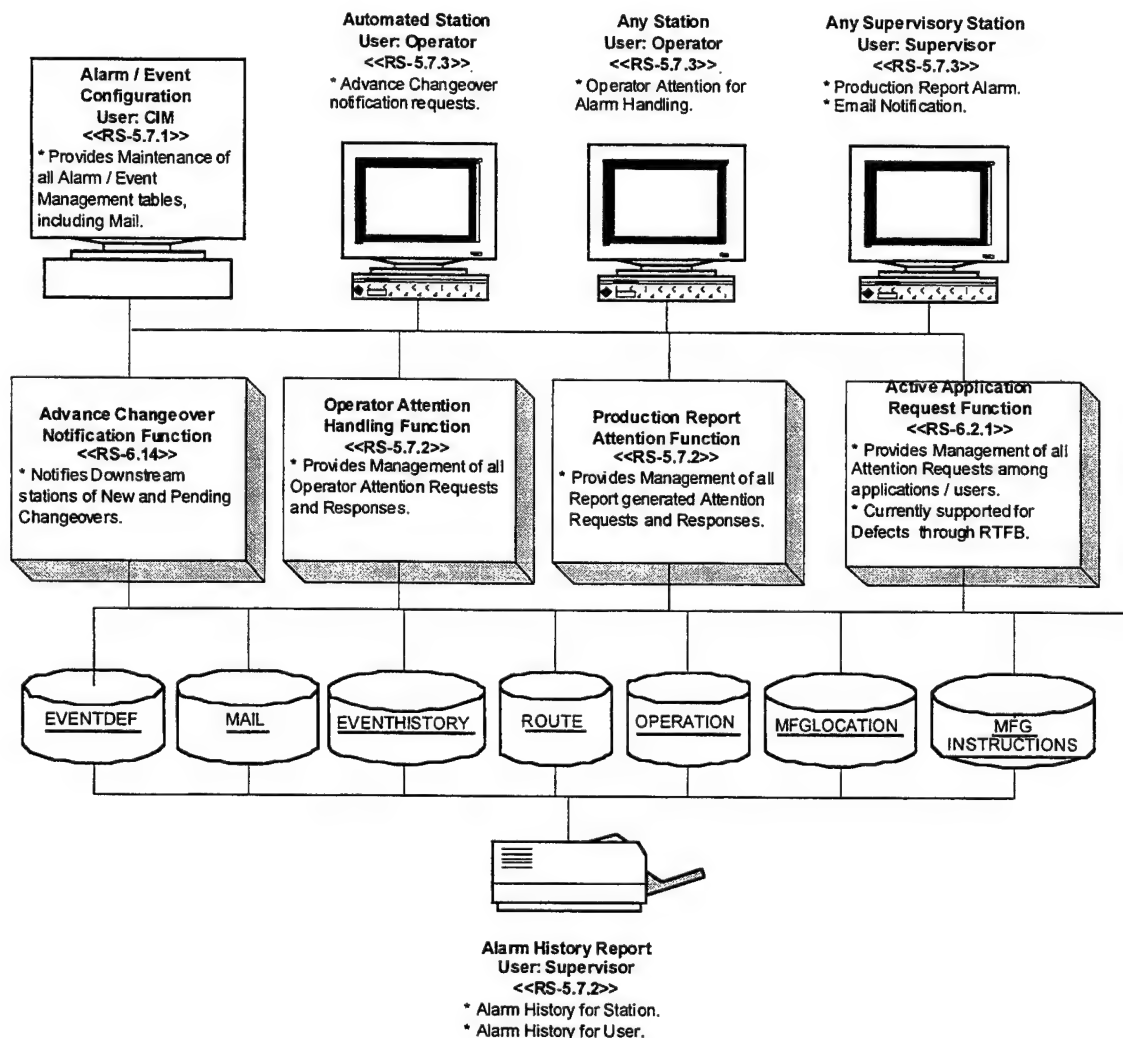 Alarm / Event
Configuration
User: CIM
<<RS-5.7.1>>
* Provides Maintenance of
all Alarm / Event
Management tables,
including Mail.
Automated Station
User: Operator
<<RS-5.7.3>>
* Advance Changeover
notification requests.
Any Station
User: Operator
<<RS-5.7.3>>
* Operator Attention for
Alarm Handling.
Any Supervisory Station
User: Supervisor
<<RS-5.7.3>>
* Production Report Alarm.
* Email Notification.
Advance Changeover
Notification Function
<<RS-6.14>>
* Notifies Downstream
stations of New and Pending
Changeovers.
Operator Attention
Handling Function
<<RS-5.7.2>>
* Provides Management of all
Operator Attention Requests
and Responses.
Production Report
Attention Function
<<RS-5.7.2>>
* Provides Management of all
Report generated Attention
Requests and Responses.
Active Application
Request Function
<<RS-6.2.1>>
* Provides Management of all
Attention Requests among
applications / users.
* Currently supported for
Defects through RTFB.
EVENTDEF
MAIL
EVENTHISTORY
ROUTE
OPERATION
MFGLOCATION
MFG
INSTRUCTIONS
Alarm History Report
User: Supervisor
<<RS-5.7.2>>
* Alarm History for Station.
* Alarm History for User.